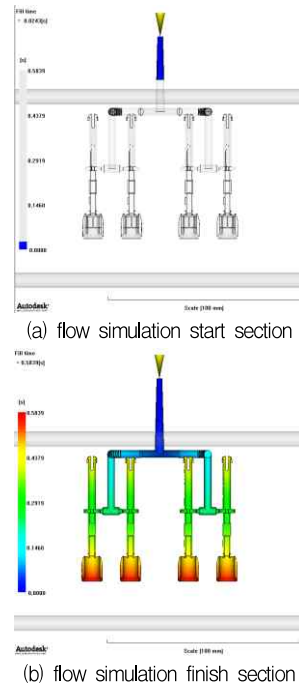 Fill time
[s]
0.5839
0.4379
0.2919
0.1460
0.0000
Autodesk
Scale (100 mm)
(a) flow simulation start section
Fill time
= 0.5839[s]
[s]
0.5839
0.4379
0.2919
0.1460
0.0000
Autodesk
Scale (100 mm)
(b) flow simulation finish section